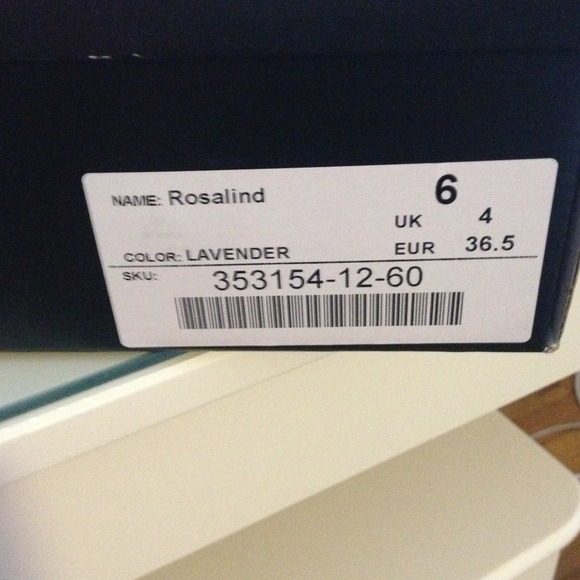 NAME: Rosalind
6
UK 4
COLOR: LAVENDER
EUR 36.5
SKU: 353154-12-60